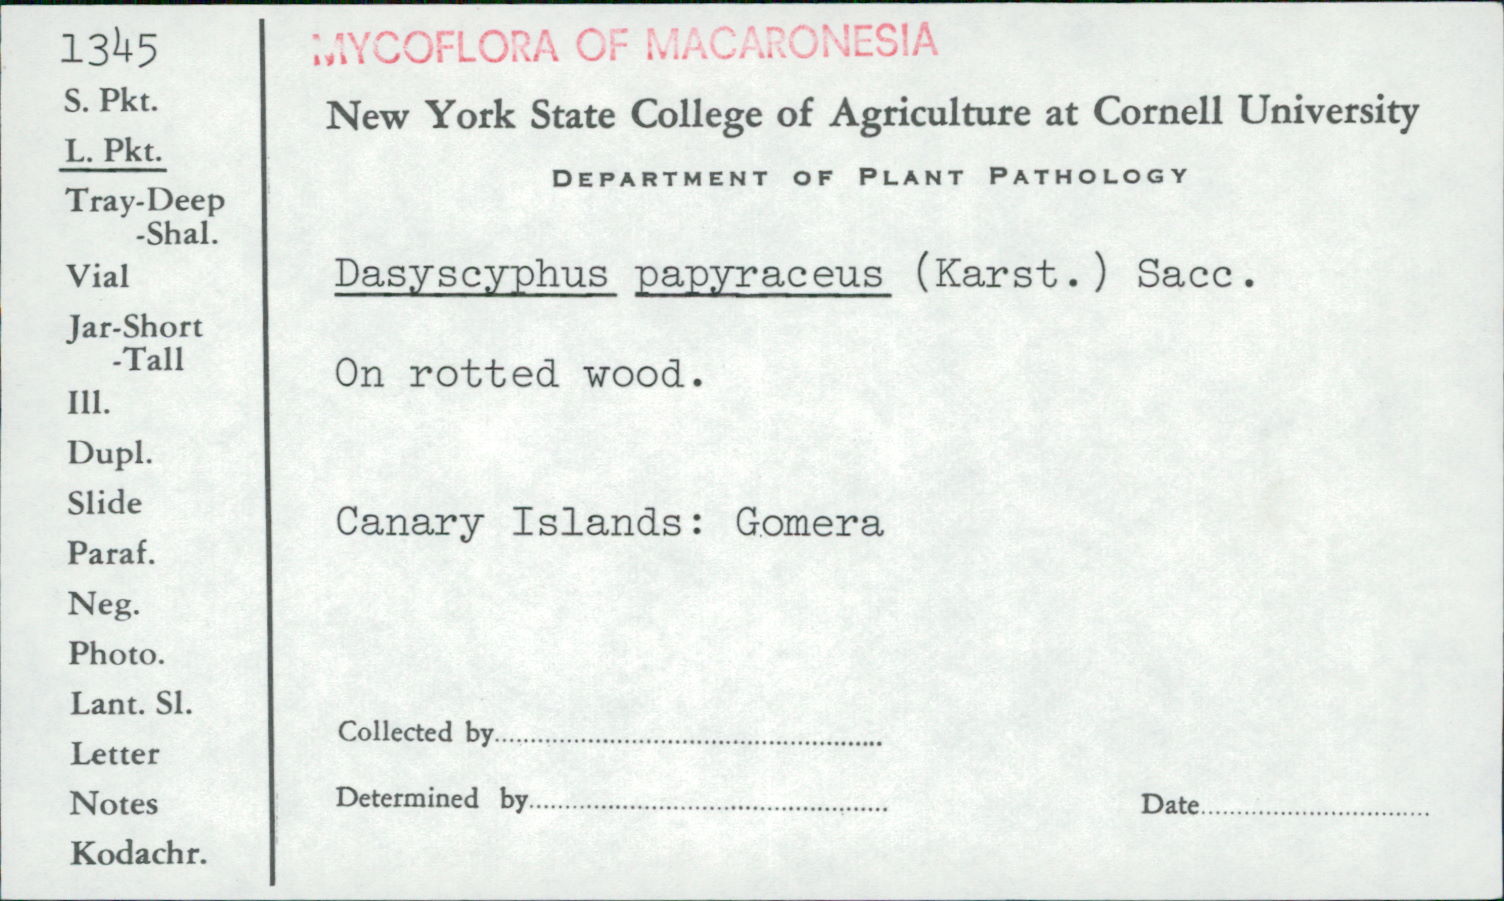 1345
S. Pkt.
L. Pkt.
Tray-Deep
-Shal.
Vial
Jar-Short
-Tall
Ill.
Dupl.
Slide
Paraf.
Neg.
Photo.
Lant. Sl.
Letter
Notes
Kodachr.
MYCOFLORA OF MACARONESIA
New York State College of Agriculture at Cornell University
DEPARTMENT OF PLANT PATHOLOGY
Dasyscyphus papyraceus (Karst.) Sacc.
On rotted wood.
Canary Islands: Gomera
Collected by
Determined by
Date